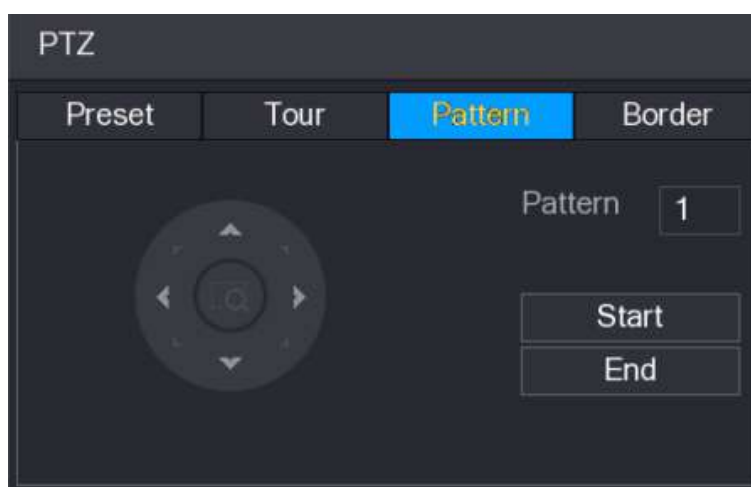 PTZ
Preset Tour Pattern Border
Pattern 1
Start
End